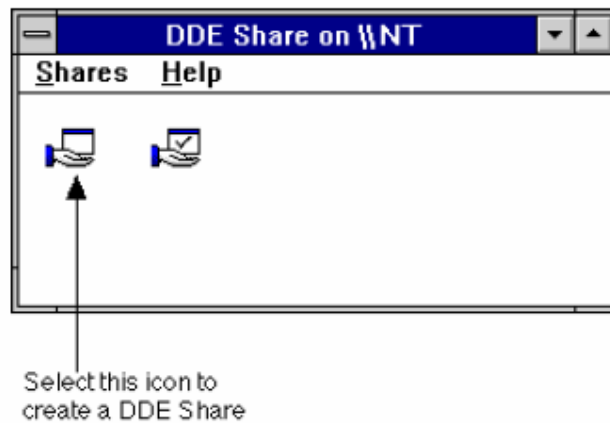 DDE Share on \\NT
Shares Help
Select this icon to
create a DDE Share